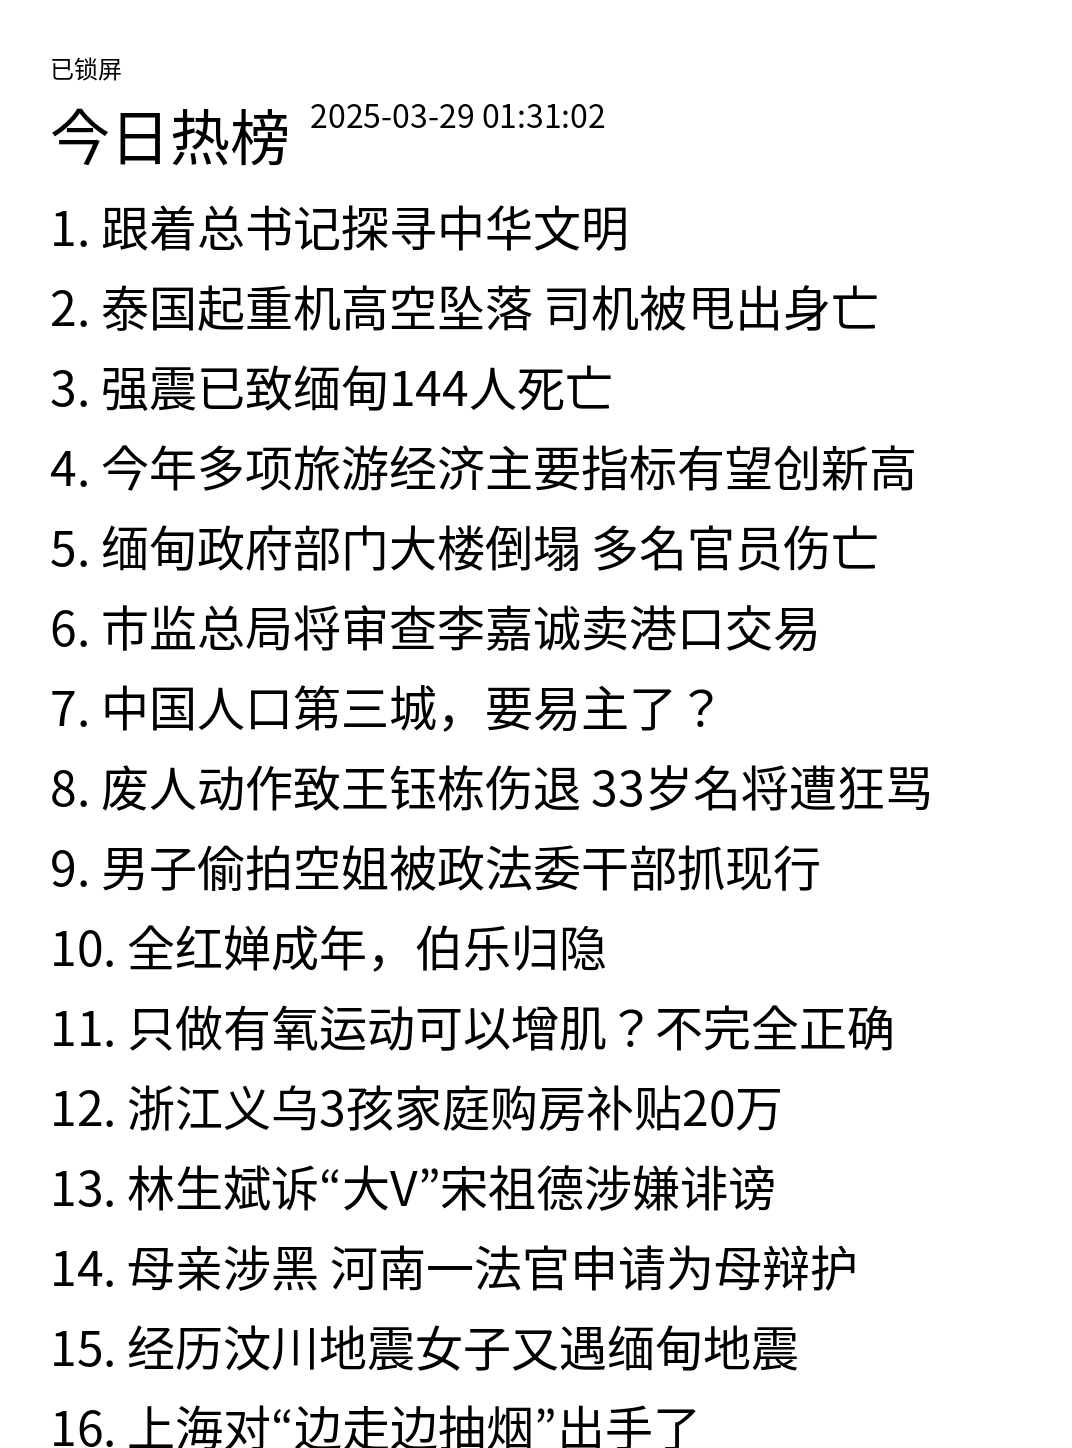 已锁屏
今日热榜 2025-03-29 01:31:02
1. 跟着总书记探寻中华文明
2. 泰国起重机高空坠落 司机被甩出身亡
3. 强震已致缅甸144人死亡
4. 今年多项旅游经济主要指标有望创新高
5. 缅甸政府部门大楼倒塌 多名官员伤亡
6. 市监总局将审查李嘉诚卖港口交易
7. 中国人口第三城，要易主了？
8. 废人动作致王钰栋伤退 33岁名将遭狂骂
9. 男子偷拍空姐被政法委干部抓现行
10. 全红婵成年，伯乐归隐
11. 只做有氧运动可以增肌？不完全正确
12. 浙江义乌3孩家庭购房补贴20万
13. 林生斌诉“大V”宋祖德涉嫌诽谤
14. 母亲涉黑 河南一法官申请为母辩护
15. 经历汶川地震女子又遇缅甸地震
16. 上海对“边走边抽烟”出手了